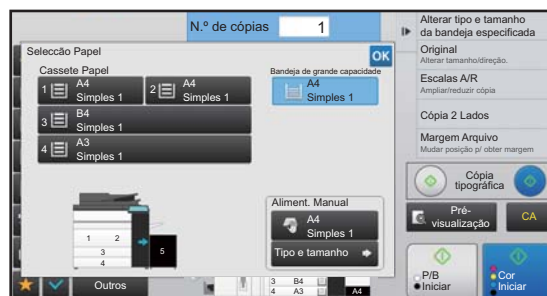 N.º de cópias 1
Selecção Papel
OK
Cassete Papel
1 A4
Simples 1
2 A4
Simples 1
3 B4
Simples 1
4 A3
Simples 1
Bandeja de grande capacidade
A4
Simples 1
1 2
3
4
5
Aliment. Manual
A4
Simples 1
Tipo e tamanho
Outros
3 B4
4 A3
A4
Alterar tipo e tamanho
da bandeja especificada
Original
Alterar tamanho/direção.
Escalas A/R
Ampliar/reduzir cópia
Cópia 2 Lados
Margem Arquivo
Mudar posição p/ obter margem
Cópia
tipográfica
Pré-
visualização
CA
P/B
Iniciar
Cor
Iniciar